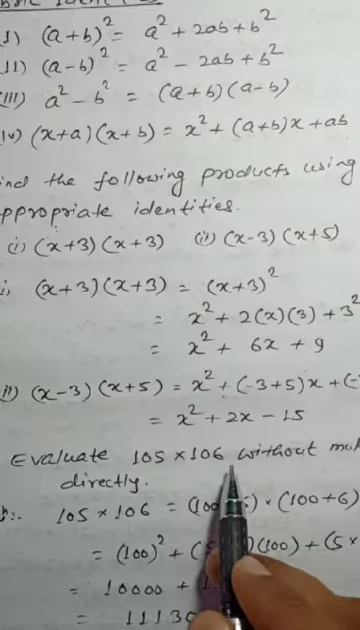 I) (a+b)² = a² + 2ab + b²
II) (a-b)² = a² - 2ab + b²
III) a² - b² = (a+b)(a-b)
IV) (x+a)(x+b) = x² + (a+b)x + ab
the following products using
appropriate identities.
(i) (x+3)(x+3) (ii) (x-3)(x+5)
i, (x+3)(x+3) = (x+3)²
= x² + 2(x)(3) + 3²
= x² + 6x + 9
ii) (x-3)(x+5) = x² + (-3+5)x + (-
= x² + 2x - 15
Evaluate 105 × 106 without
directly.
105 × 106 = (100 × (100+6)
= (100)² + ( )(100) + (5 ×
= 10000 +
= 1113